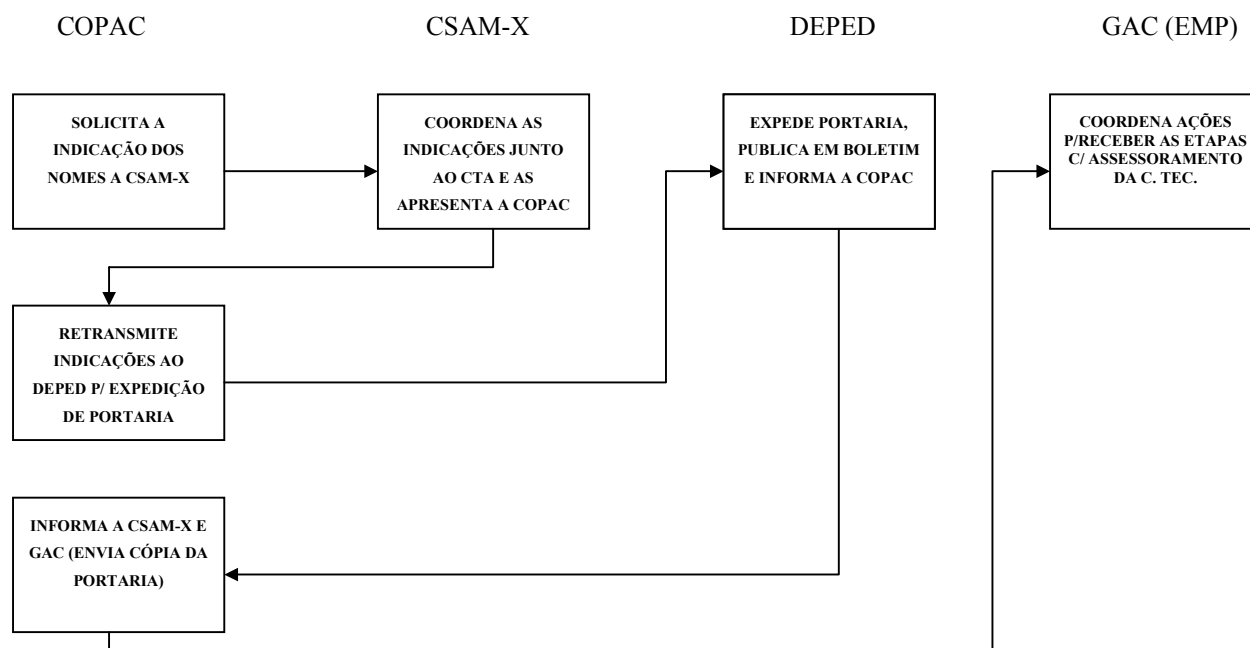 COPAC CSAM-X DEPED GAC (EMP)
SOLICITA A
INDICAÇÃO DOS
NOMES A CSAM-X
COORDENA AS
INDICAÇÕES JUNTO
AO CTA E AS
APRESENTA A COPAC
EXPEDE PORTARIA,
PUBLICA EM BOLETIM
E INFORMA A COPAC
COORDENA AÇÕES
P/RECEBER AS ETAPAS
C/ ASSESSORAMENTO
DA C. TEC.
RETRANSMITE
INDICAÇÕES AO
DEPED P/ EXPEDIÇÃO
DE PORTARIA
INFORMA A CSAM-X E
GAC (ENVIA CÓPIA DA
PORTARIA)